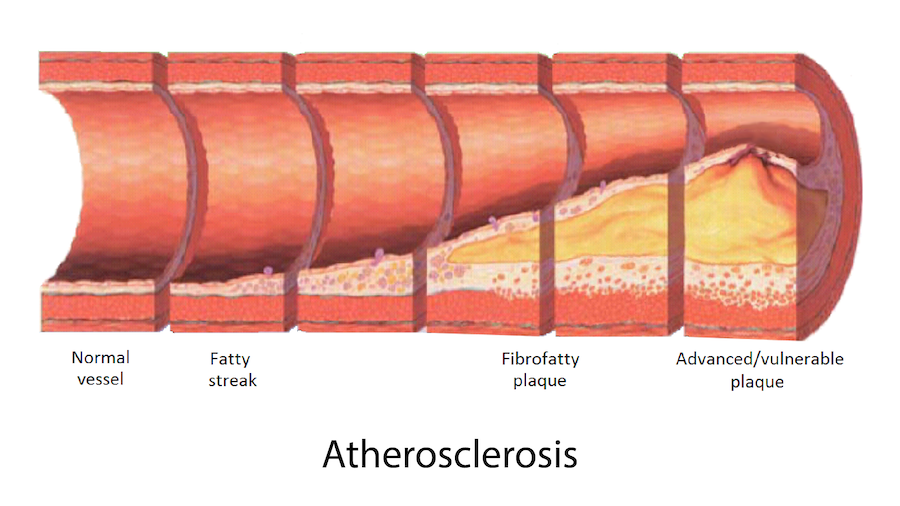 Normal
vessel
Fatty
streak
Fibrofatty
plaque
Advanced/vulnerable
plaque
Atherosclerosis